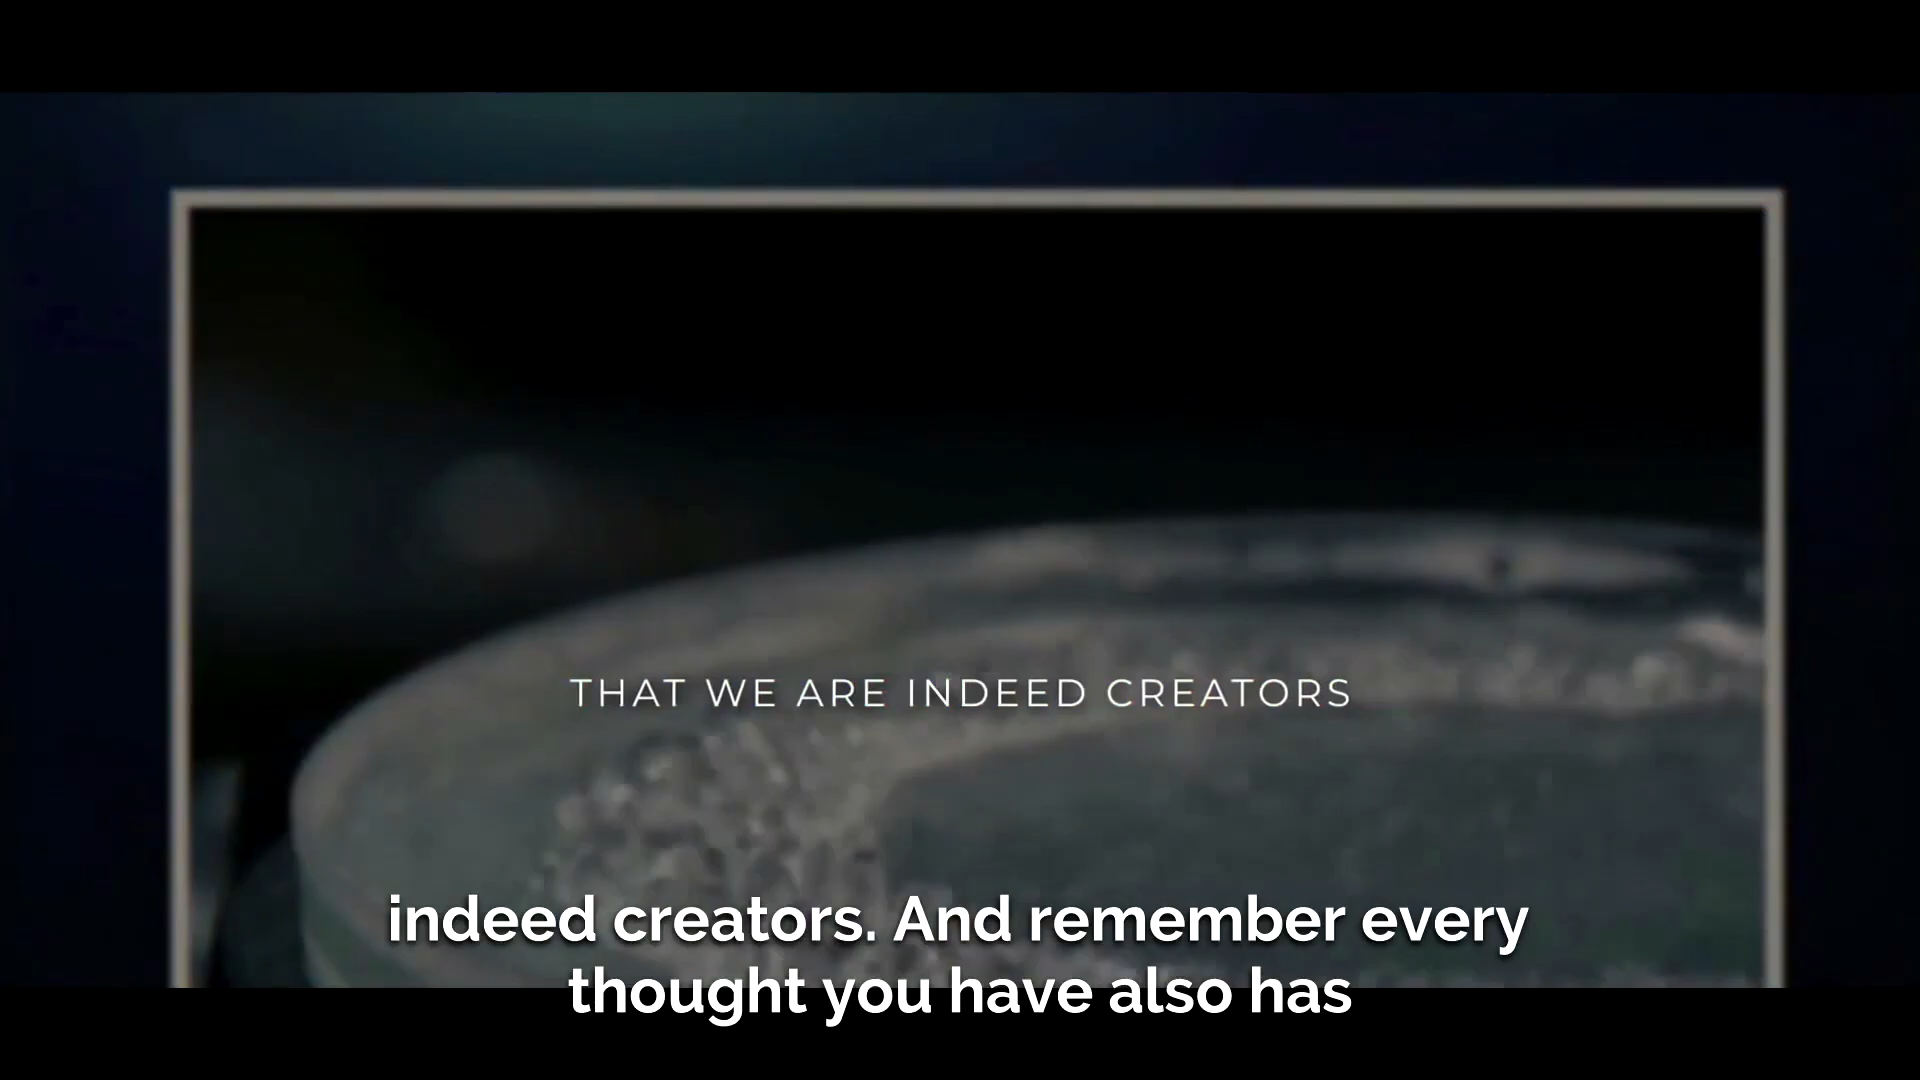 THAT WE ARE INDEED CREATORS
indeed creators. And remember every
thought you have also has